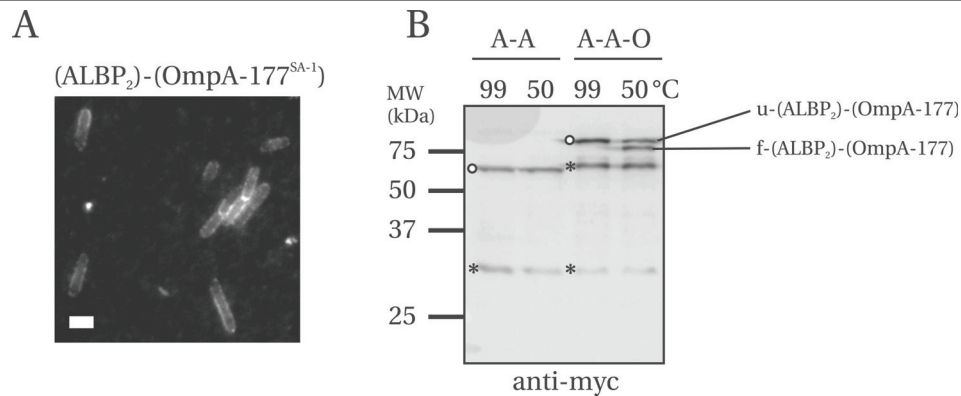 A
(ALBP₂)-(OmpA-177ˢᴬ⁻¹)
B
A-A A-A-O
MW
(kDa)
99 50 99 50 °C
75
50
37
25
u-(ALBP₂)-(OmpA-177)
f-(ALBP₂)-(OmpA-177)
*
* *
anti-myc